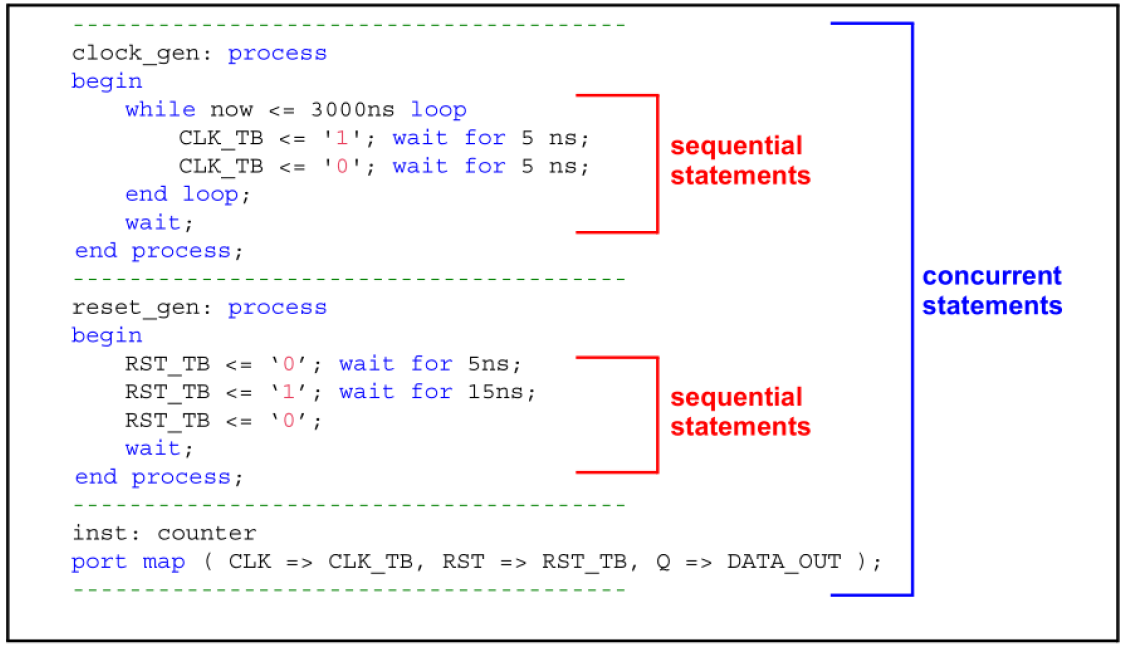 ---------------------------------------
clock_gen: process
begin
while now <= 3000ns loop
CLK_TB <= '1'; wait for 5 ns;
CLK_TB <= '0'; wait for 5 ns;
end loop;
wait;
end process;
sequential
statements
---------------------------------------
reset_gen: process
begin
RST_TB <= ‘0’; wait for 5ns;
RST_TB <= ‘1’; wait for 15ns;
RST_TB <= ‘0’;
wait;
end process;
sequential
statements
---------------------------------------
inst: counter
port map ( CLK => CLK_TB, RST => RST_TB, Q => DATA_OUT );
---------------------------------------
concurrent
statements